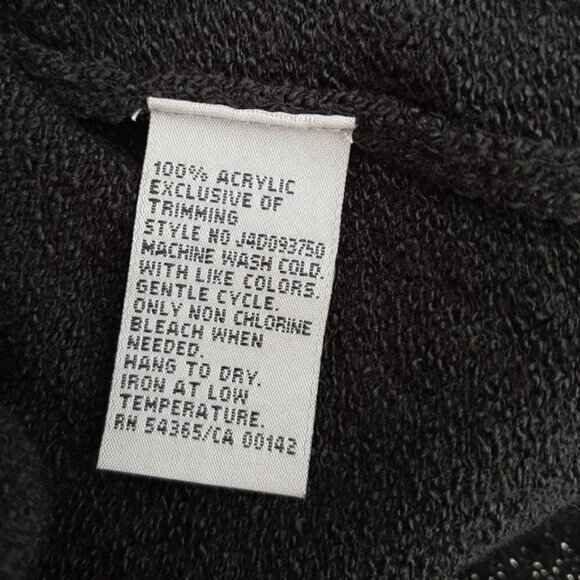 100% ACRYLIC
EXCLUSIVE OF
TRIMMING
STYLE NO J4D093750
MACHINE WASH COLD.
WITH LIKE COLORS.
GENTLE CYCLE.
ONLY NON CHLORINE
BLEACH WHEN
NEEDED.
HANG TO DRY.
IRON AT LOW
TEMPERATURE.
RN 54365/CA 00142